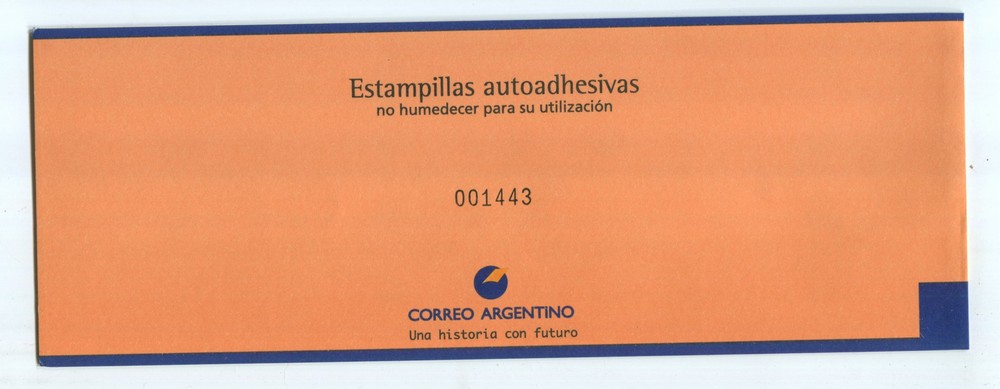 Estampillas autoadhesivas
no humedecer para su utilización
001443
CORREO ARGENTINO
Una historia con futuro